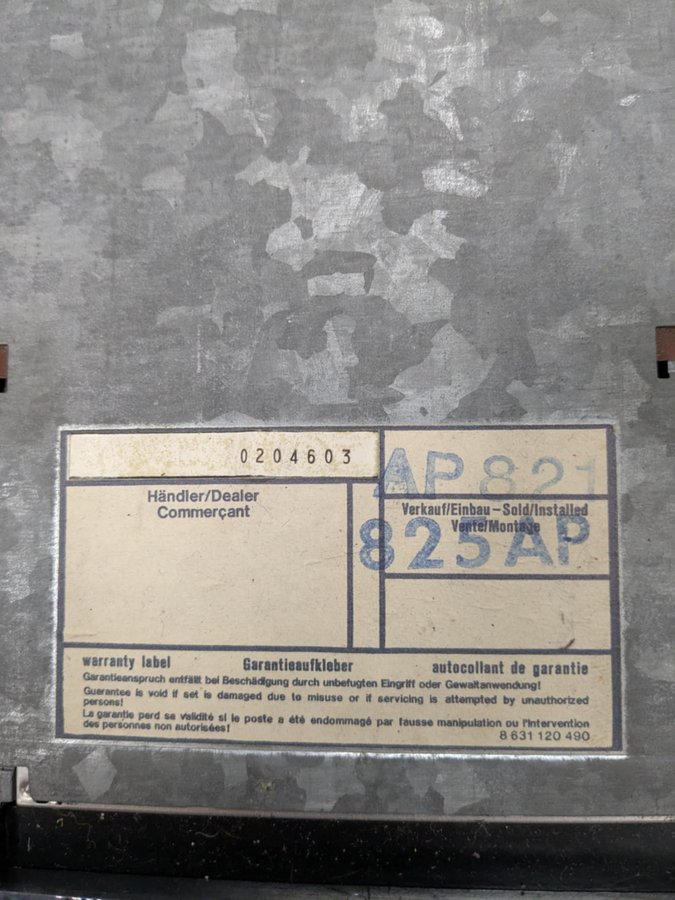 0204603
AP 821
Händler/Dealer
Commerçant
Verkauf/Einbau – Sold/Installed
Vente/Montage
825 AP
warranty label Garantieaufkleber autocollant de garantie
Garantieanspruch entfällt bei Beschädigung durch unbefugten Eingriff oder Gewaltanwendung!
Guarantee is void if set is damaged due to misuse or if servicing is attempted by unauthorized
persons!
La garantie perd sa validité si le poste a été endommagé par fausse manipulation ou l'intervention
des personnes non autorisées!
8 631 120 490